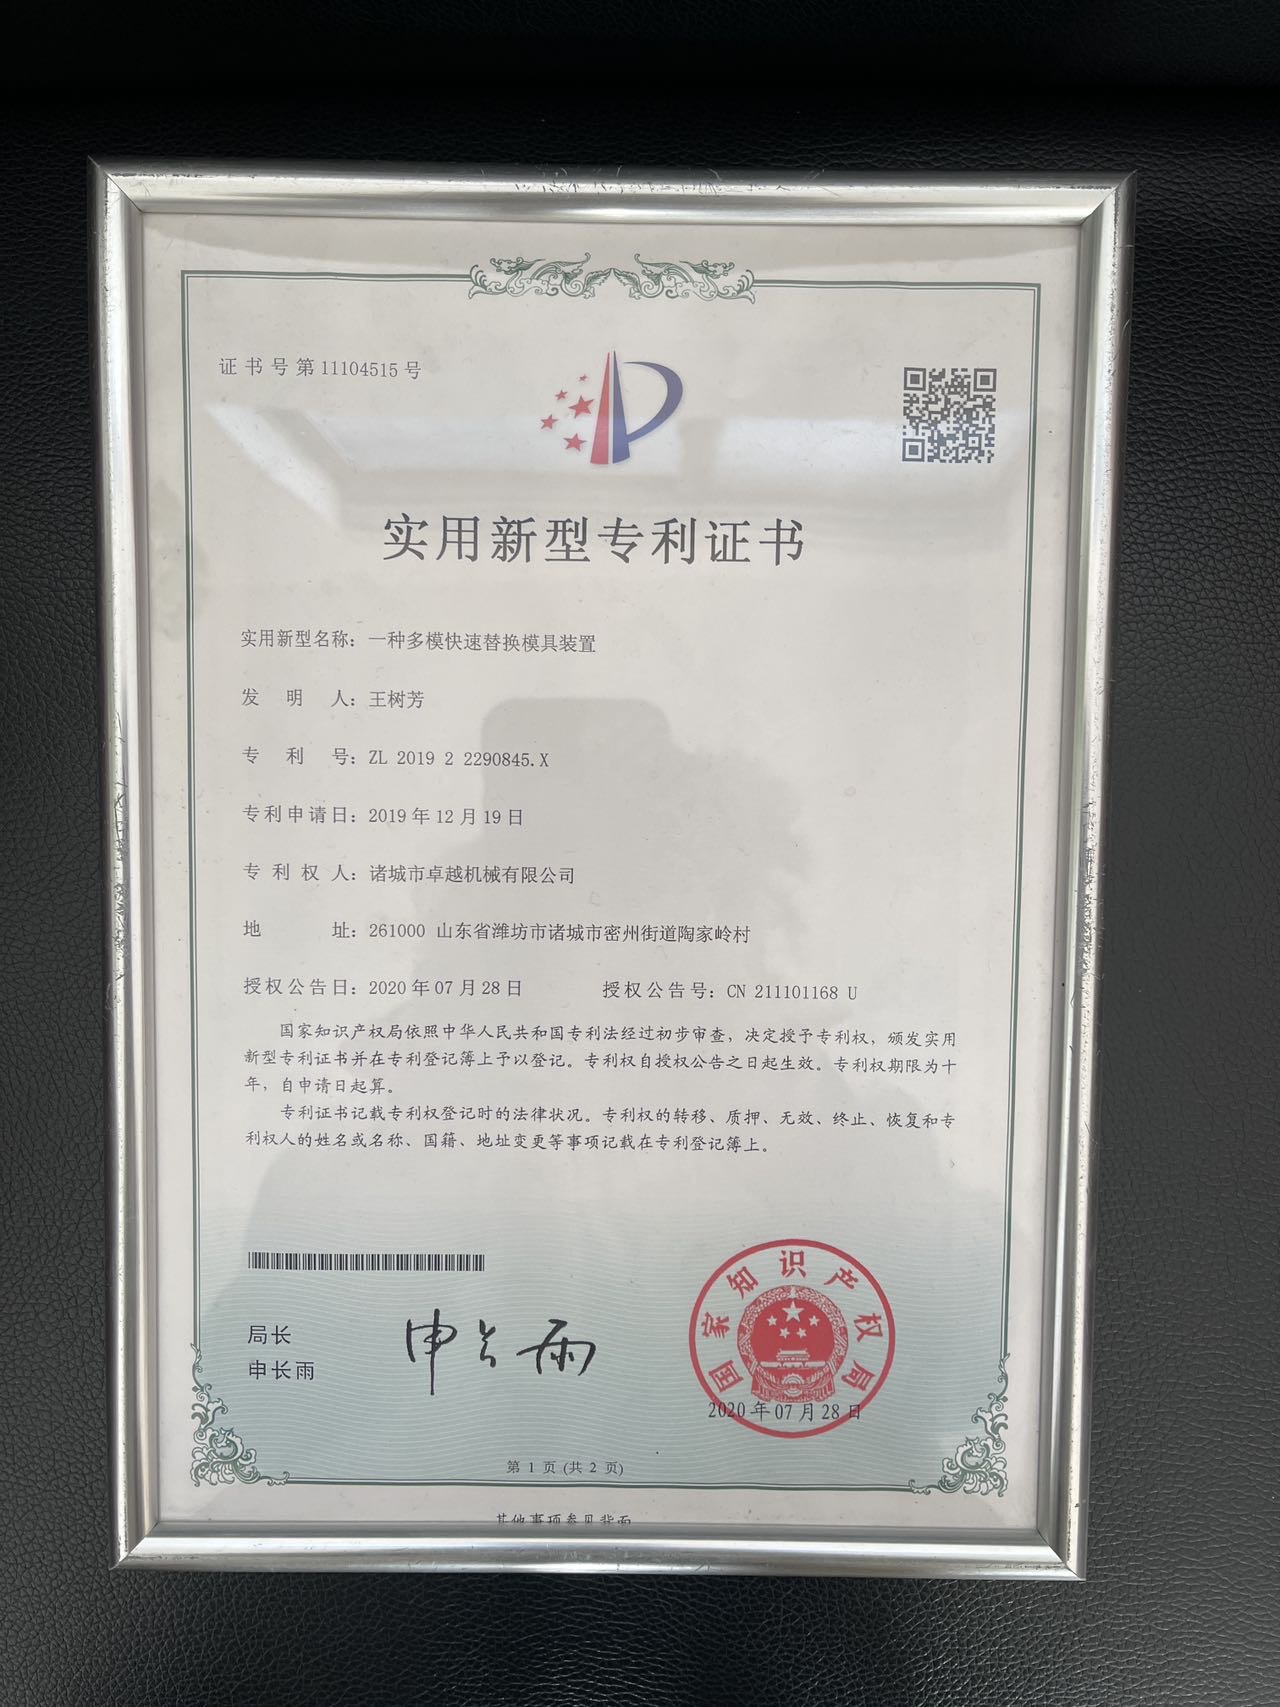 证书号第11104515号
实用新型专利证书
实用新型名称：一种多模快速替换模具装置
发明人：王树芳
专利号：ZL 2019 2 2290845.X
专利申请日：2019年12月19日
专利权人：诸城市卓越机械有限公司
地址：261000 山东省潍坊市诸城市密州街道陶家岭村
授权公告日：2020年07月28日 授权公告号：CN 211101168 U
国家知识产权局依照中华人民共和国专利法经过初步审查，决定授予专利权，颁发实用
新型专利证书并在专利登记簿上予以登记。专利权自授权公告之日起生效。专利权期限为十
年，自申请日起算。
专利证书记载专利权登记时的法律状况。专利权的转移、质押、无效、终止、恢复和专
利权人的姓名或名称、国籍、地址变更等事项记载在专利登记簿上。
局长
申长雨
申长雨
国家知识产权局
2020年07月28日
第 1 页 (共 2 页)
其他事项参见背面